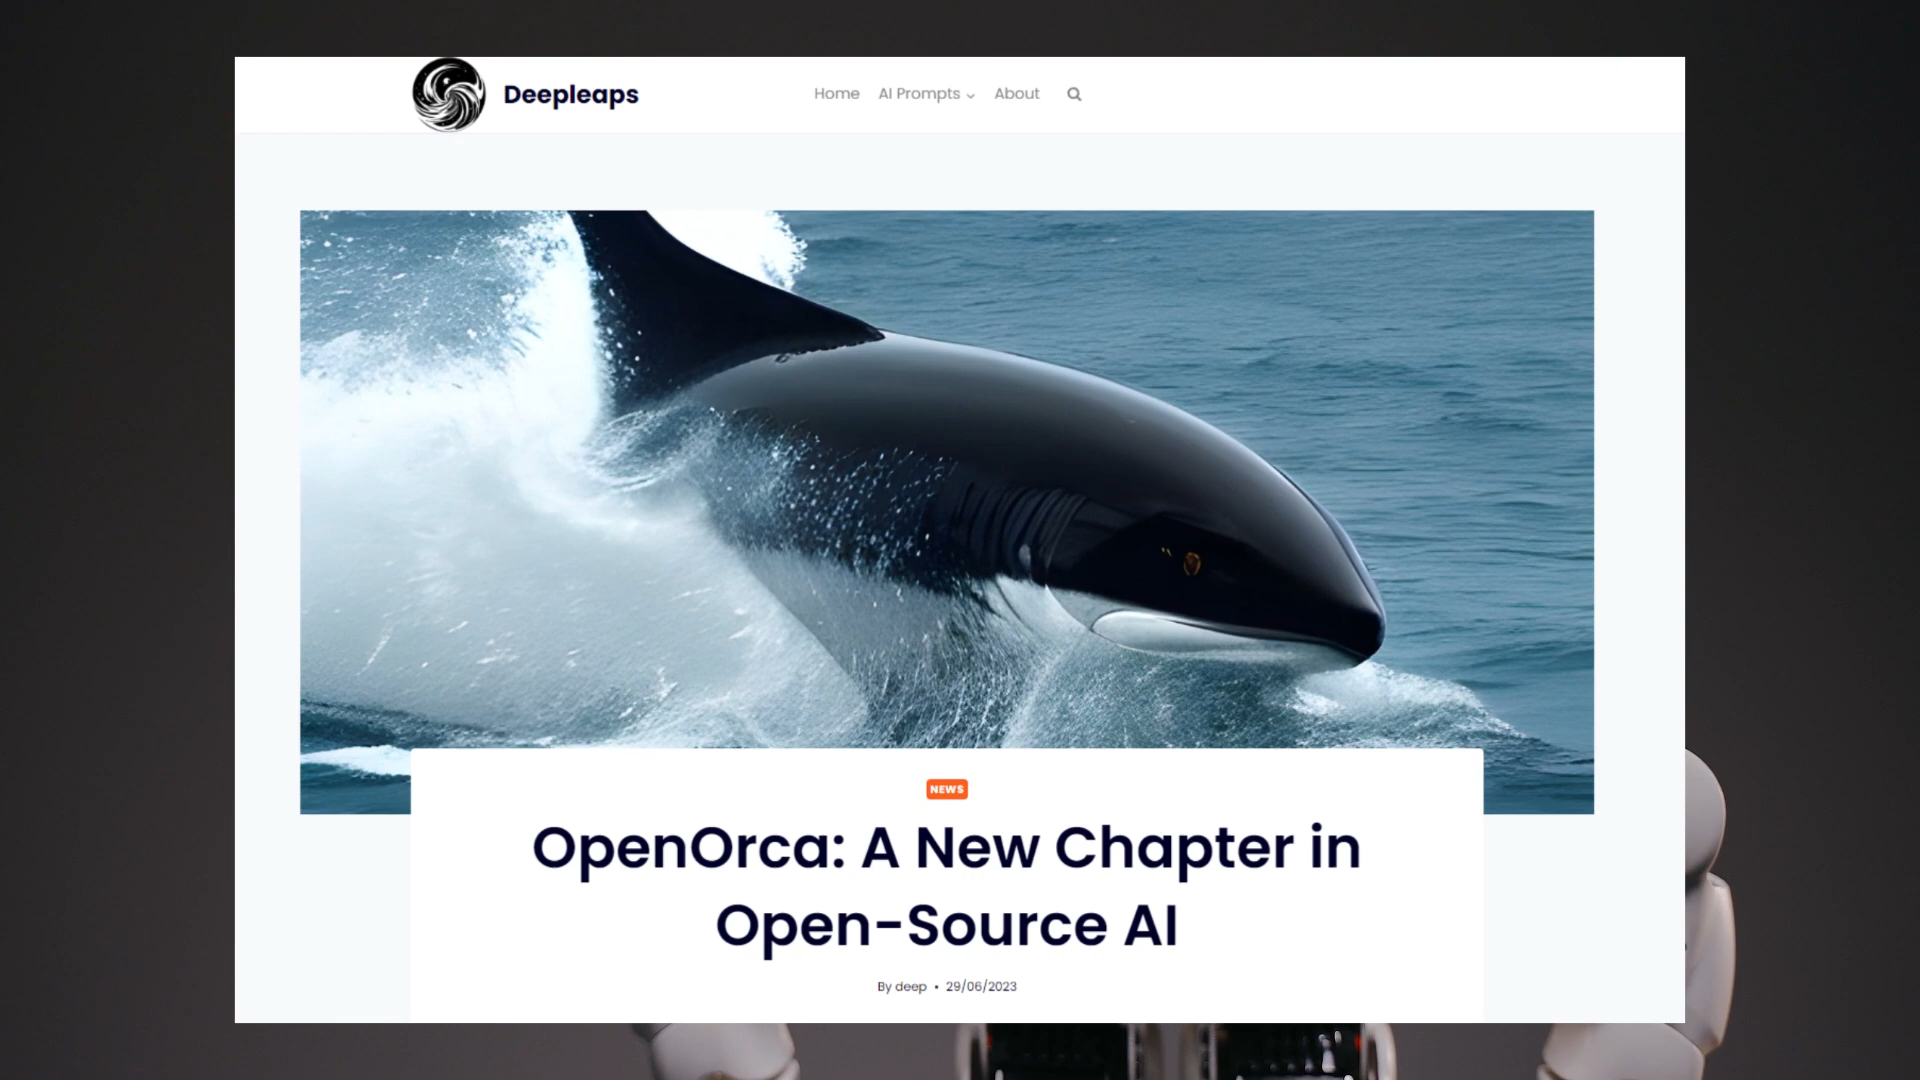 Deepleaps
Home AI Prompts About
NEWS
OpenOrca: A New Chapter in
Open-Source AI
By deep • 29/06/2023